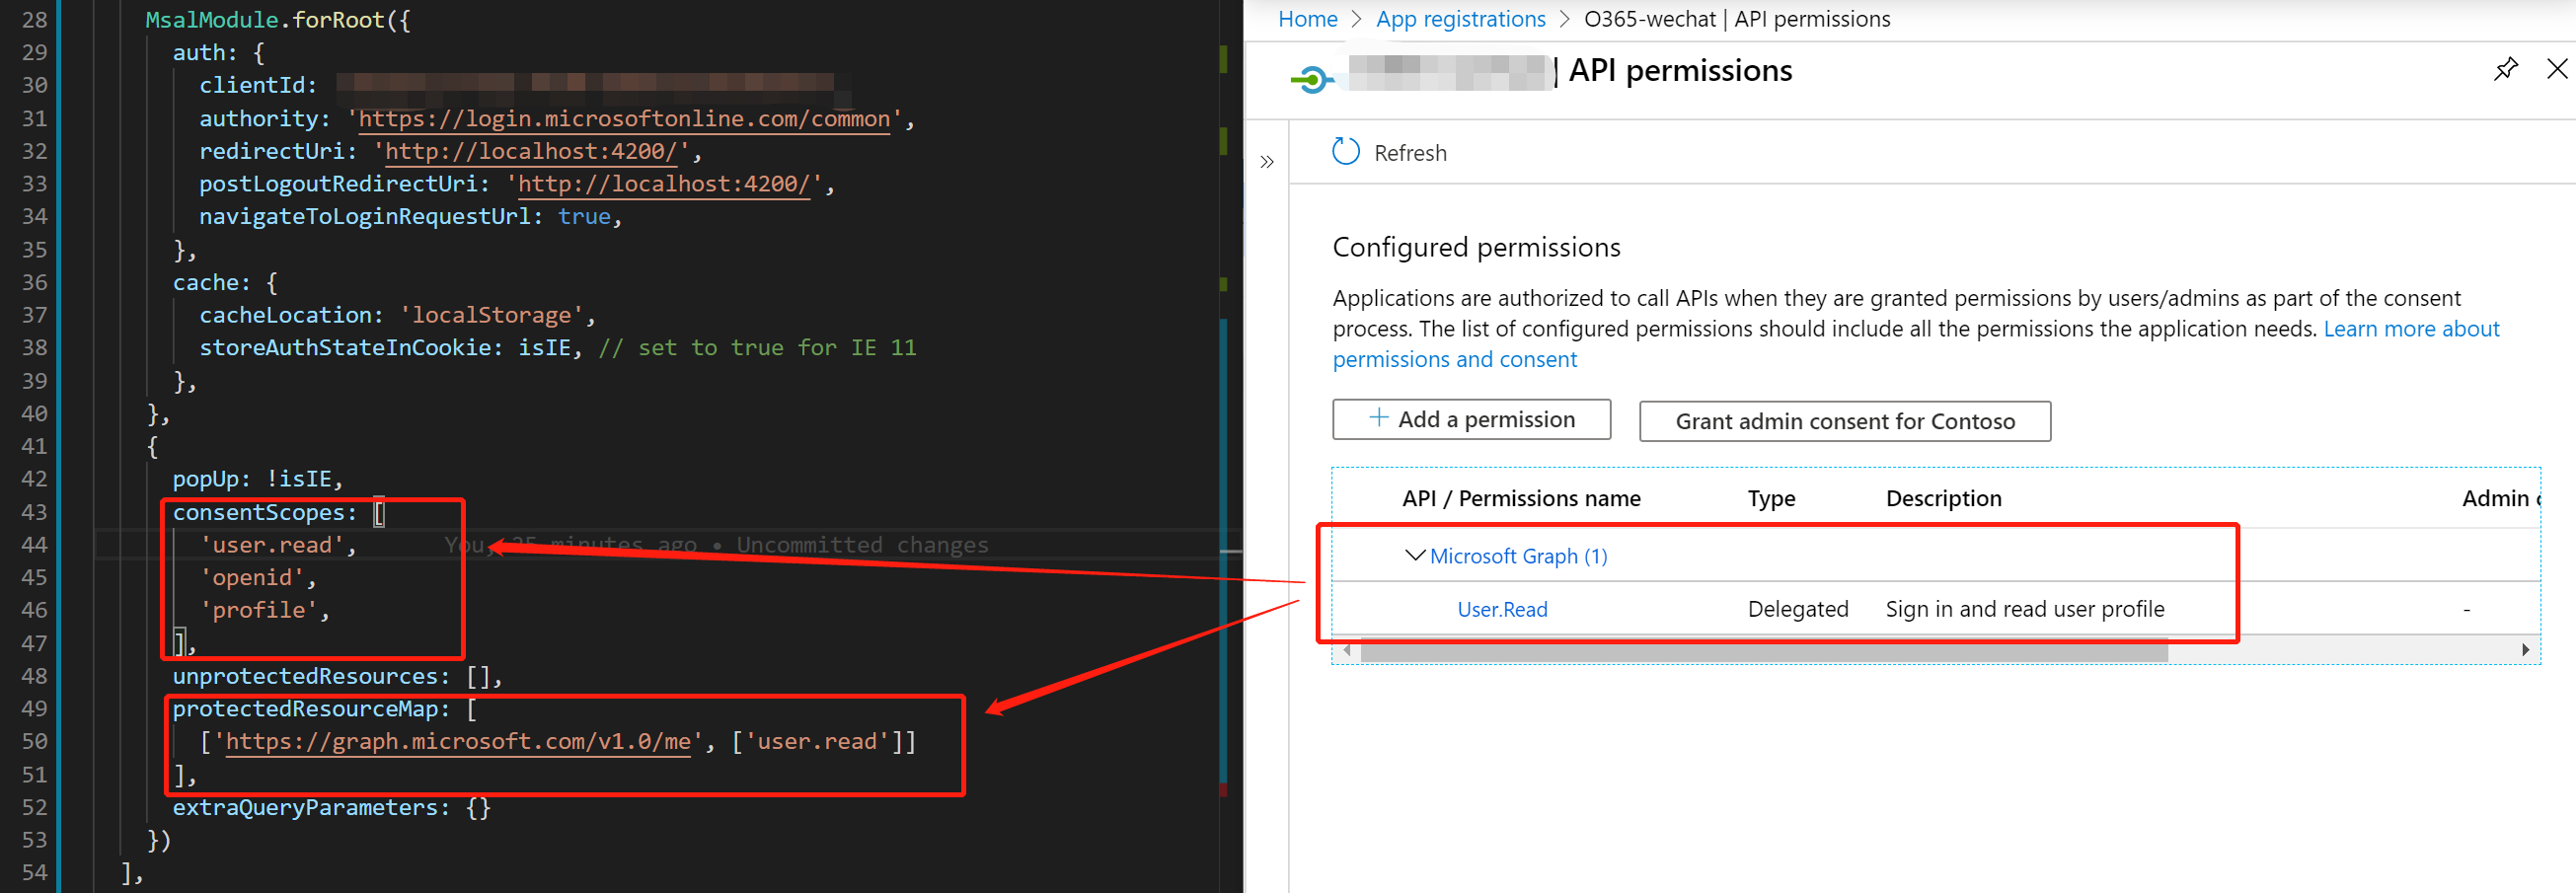 28 MsalModule.forRoot({
29 auth: {
30 clientId:
31 authority: 'https://login.microsoftonline.com/common',
32 redirectUri: 'http://localhost:4200/',
33 postLogoutRedirectUri: 'http://localhost:4200/',
34 navigateToLoginRequestUrl: true,
35 },
36 cache: {
37 cacheLocation: 'localStorage',
38 storeAuthStateInCookie: isIE, // set to true for IE 11
39 },
40 },
41 {
42 popUp: !isIE,
43 consentScopes: [
44 'user.read', You, 25 minutes ago • Uncommitted changes
45 'openid',
46 'profile',
47 ],
48 unprotectedResources: [],
49 protectedResourceMap: [
50 ['https://graph.microsoft.com/v1.0/me', ['user.read']]
51 ],
52 extraQueryParameters: {}
53 })
54 ],
Home > App registrations > O365-wechat | API permissions
| API permissions
Refresh
Configured permissions
Applications are authorized to call APIs when they are granted permissions by users/admins as part of the consent
process. The list of configured permissions should include all the permissions the application needs. Learn more about
permissions and consent
+ Add a permission Grant admin consent for Contoso
API / Permissions name Type Description Admin
Microsoft Graph (1)
User.Read Delegated Sign in and read user profile -